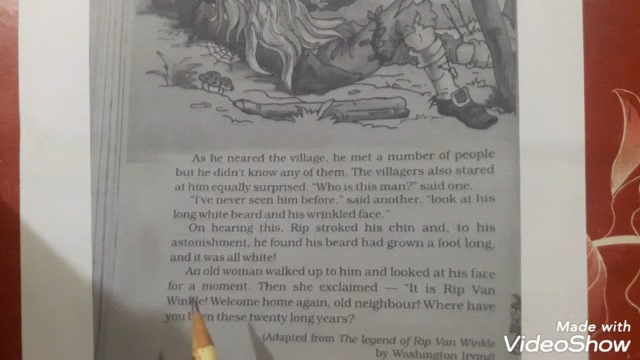 As he neared the village, he met a number of people
but he didn't know any of them. The villagers also stared
at him equally surprised. "Who is this man?" said one.
"I've never seen him before," said another, "look at his
long white beard and his wrinkled face."
On hearing this, Rip stroked his chin and, to his
astonishment, he found his beard had grown a foot long,
and it was all white!
An old woman walked up to him and looked at his face
for a moment. Then she exclaimed — "It is Rip Van
Winkle! Welcome home again, old neighbour! Where have
you been these twenty long years?
(Adapted from The legend of Rip Van Winkle
by Washington Irving)
Made with
VideoShow